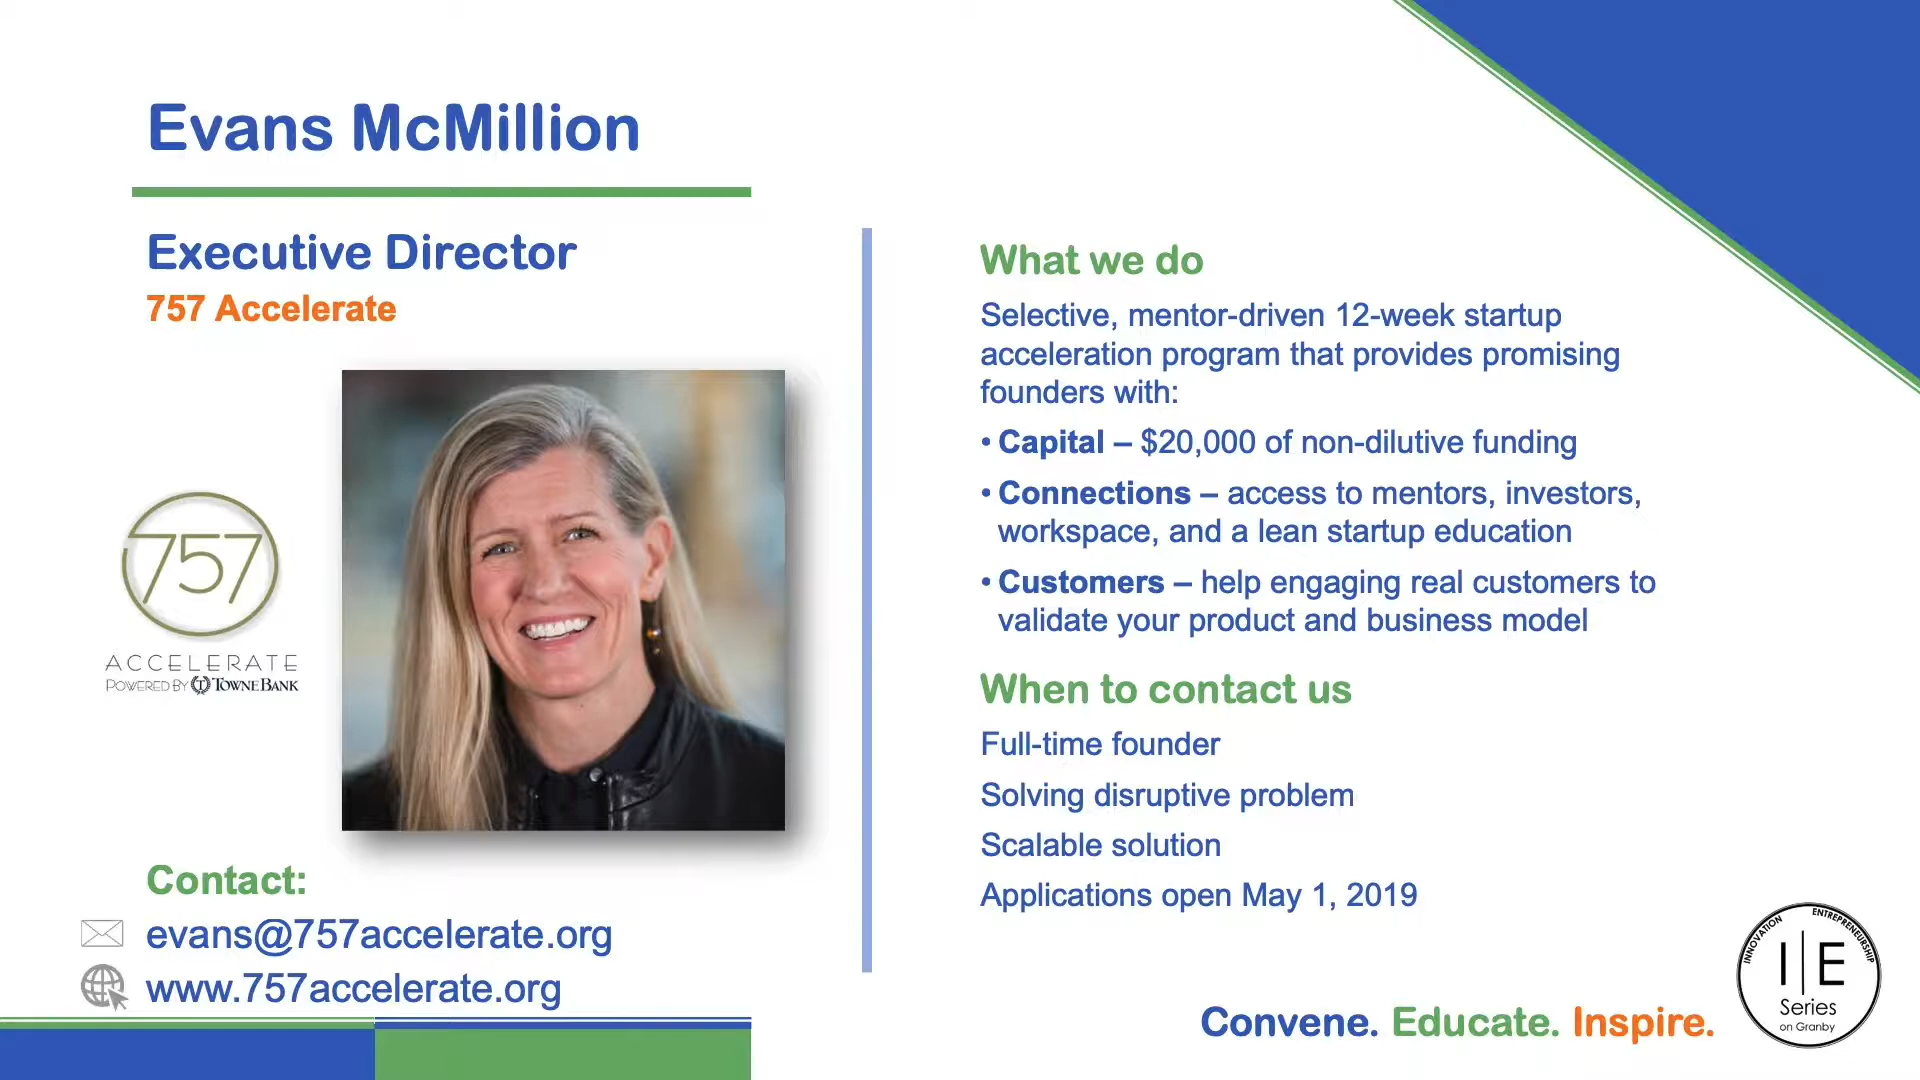 Evans McMillion
Executive Director
757 Accelerate
757
ACCELERATE
POWERED BY T TOWNEBANK
Contact:
evans@757accelerate.org
www.757accelerate.org
What we do
Selective, mentor-driven 12-week startup
acceleration program that provides promising
founders with:
• Capital – $20,000 of non-dilutive funding
• Connections – access to mentors, investors,
workspace, and a lean startup education
• Customers – help engaging real customers to
validate your product and business model
When to contact us
Full-time founder
Solving disruptive problem
Scalable solution
Applications open May 1, 2019
Convene. Educate. Inspire.
INNOVATION ENTREPRENEURSHIP
I|E
Series
on Granby